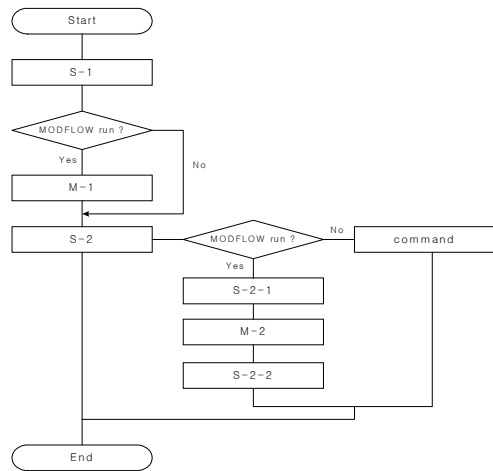 Start
S-1
MODFLOW run ?
Yes
No
M-1
S-2
MODFLOW run ?
No
command
Yes
S-2-1
M-2
S-2-2
End